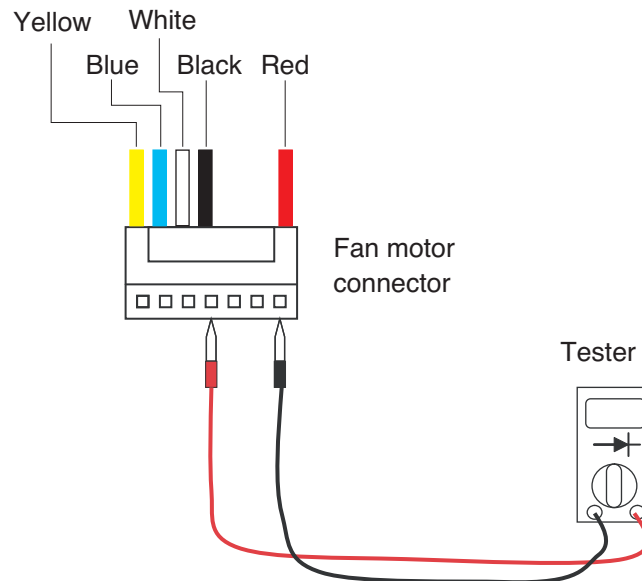 Yellow
White
Blue
Black
Red
Fan motor
connector
Tester